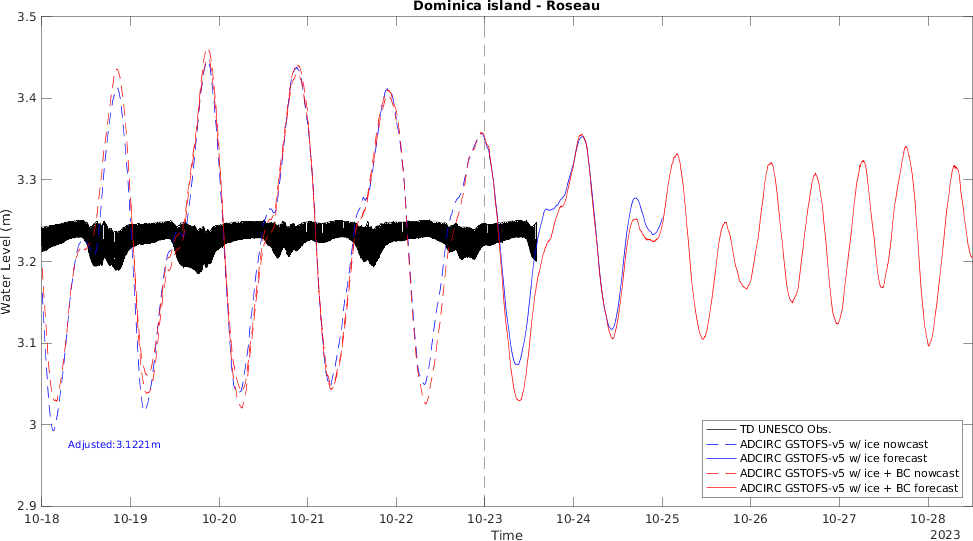 Dominica island - Roseau
3.5
3.4
3.3
3.2
3.1
3
2.9
Water Level (m)
Adjusted:3.1221m
TD UNESCO Obs.
ADCIRC GSTOFS-v5 w/ ice nowcast
ADCIRC GSTOFS-v5 w/ ice forecast
ADCIRC GSTOFS-v5 w/ ice + BC nowcast
ADCIRC GSTOFS-v5 w/ ice + BC forecast
10-18 10-19 10-20 10-21 10-22 10-23 10-24 10-25 10-26 10-27 10-28
Time
2023